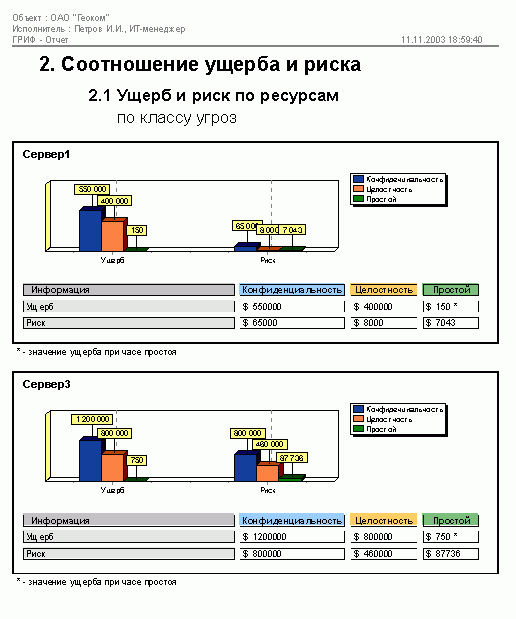 Объект : ОАО "Геоком"
Исполнитель : Петров И.И., ИТ-менеджер
ГРИФ - Отчет 11.11.2003 18:59:40
2. Соотношение ущерба и риска
2.1 Ущерб и риск по ресурсам
по классу угроз
Сервер1
550 000
400 000
150
65 000
8 000
7 043
Ущерб
Риск
Конфиденциальность
Целостность
Простой
Информация Конфиденциальность Целостность Простой
Ущерб $ 550000 $ 400000 $ 150 *
Риск $ 65000 $ 8000 $ 7043
* - значение ущерба при часе простоя
Сервер3
1 200 000
800 000
750
800 000
460 000
87 736
Ущерб
Риск
Конфиденциальность
Целостность
Простой
Информация Конфиденциальность Целостность Простой
Ущерб $ 1200000 $ 800000 $ 750 *
Риск $ 800000 $ 460000 $ 87736
* - значение ущерба при часе простоя